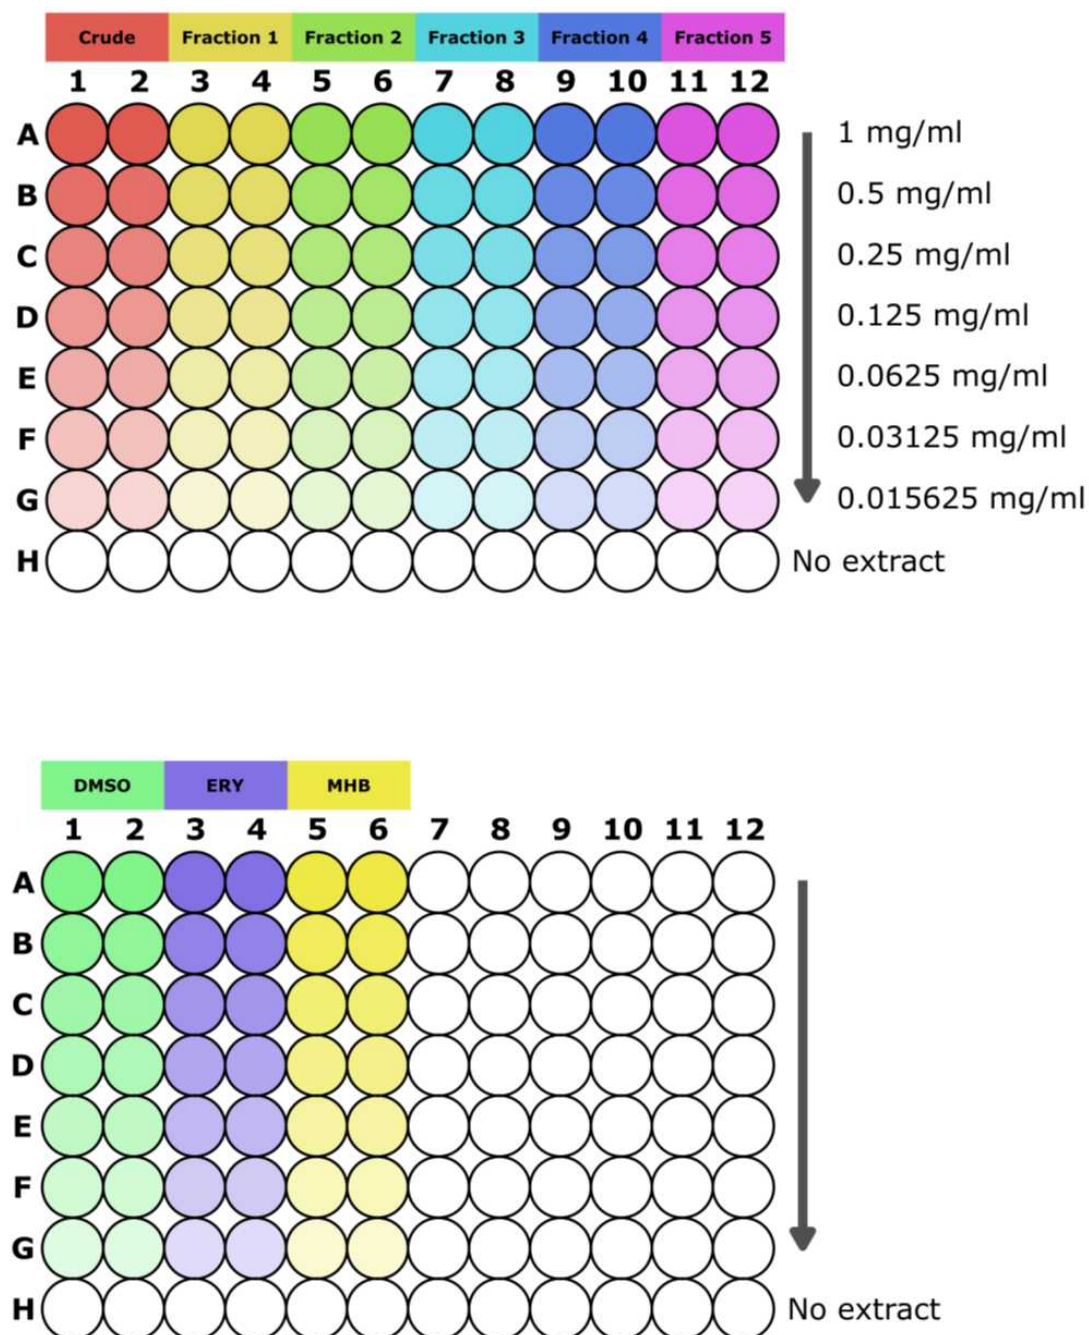 Crude Fraction 1 Fraction 2 Fraction 3 Fraction 4 Fraction 5
1 2 3 4 5 6 7 8 9 10 11 12
A 1 mg/ml
B 0.5 mg/ml
C 0.25 mg/ml
D 0.125 mg/ml
E 0.0625 mg/ml
F 0.03125 mg/ml
G 0.015625 mg/ml
H No extract
DMSO ERY MHB
1 2 3 4 5 6 7 8 9 10 11 12
A
B
C
D
E
F
G
H No extract